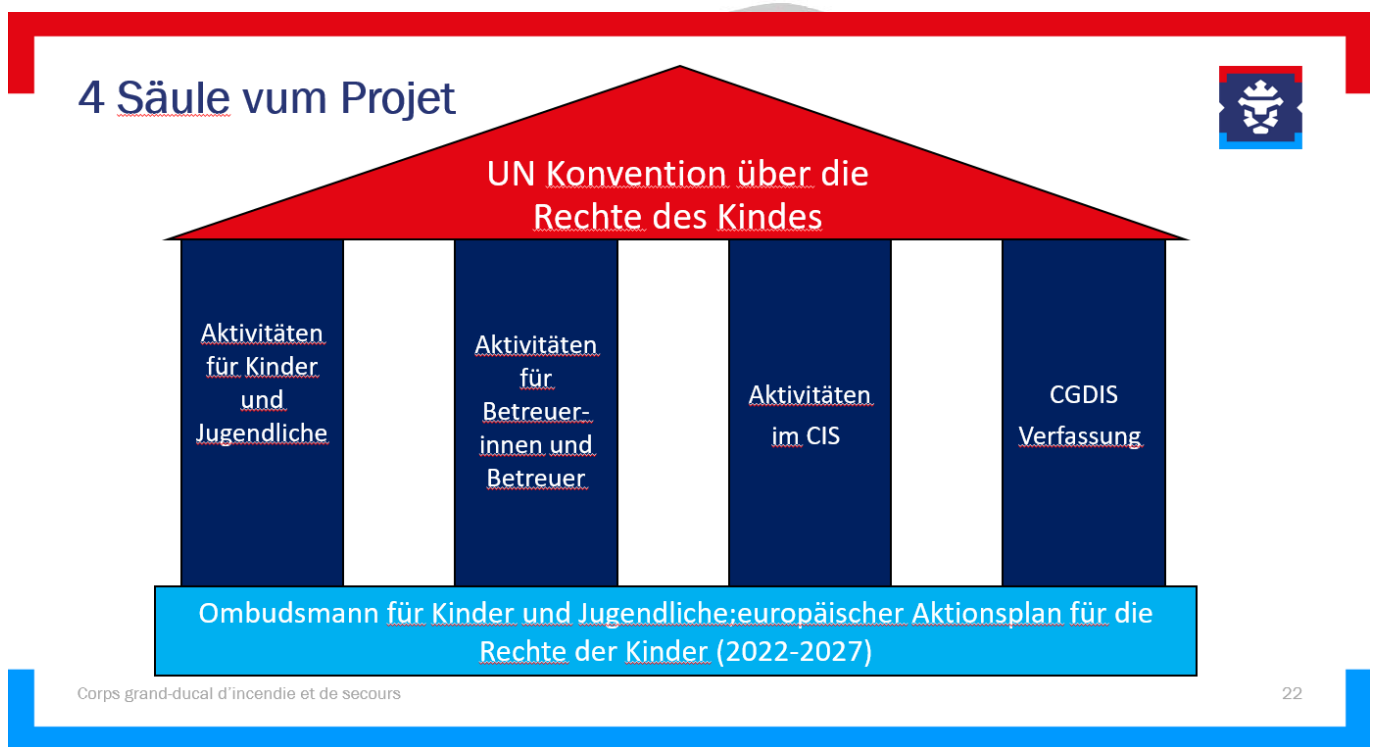 4 Säule vum Projet
UN Konvention über die
Rechte des Kindes
Aktivitäten
für Kinder
und
Jugendliche
Aktivitäten
für
Betreuer-
innen und
Betreuer
Aktivitäten
im CIS
CGDIS
Verfassung
Ombudsmann für Kinder und Jugendliche;europäischer Aktionsplan für die
Rechte der Kinder (2022-2027)
Corps grand-ducal d´incendie et de secours
22